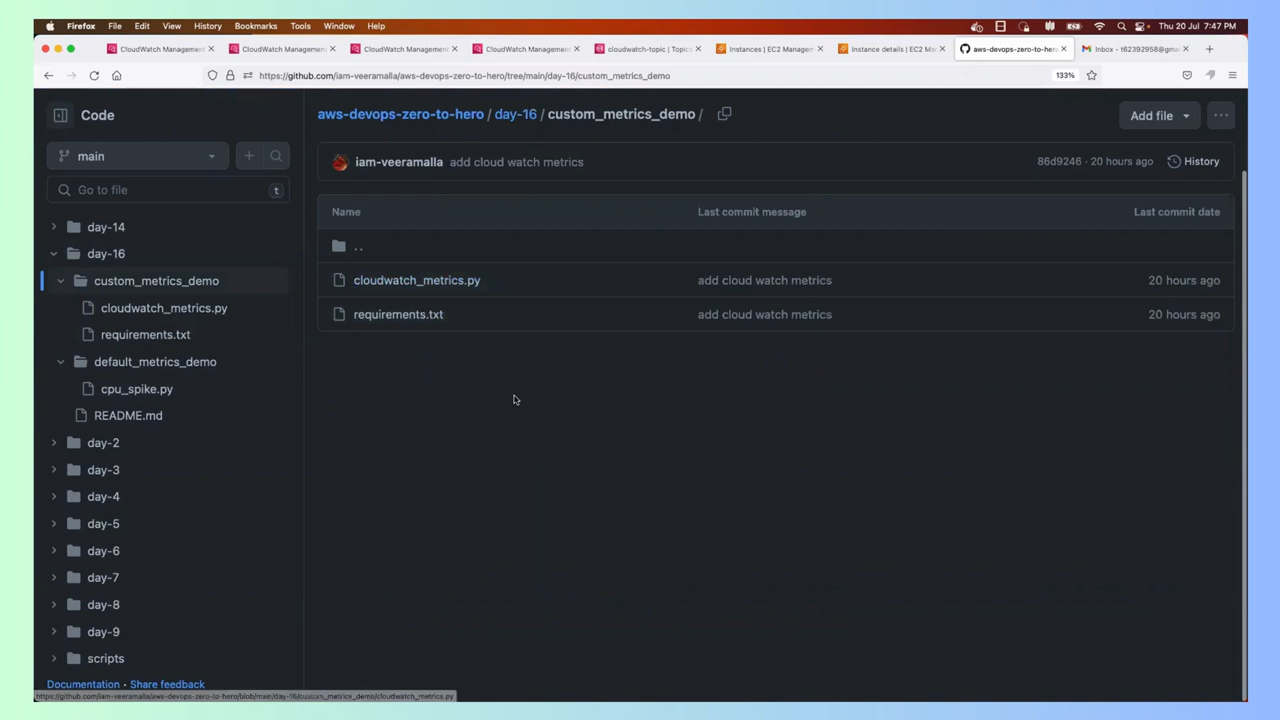 Firefox File Edit View History Bookmarks Tools Window Help Thu 20 Jul 7:47 PM
CloudWatch Management CloudWatch Managemen CloudWatch Management CloudWatch Management cloudwatch-topic | Topics Instances | EC2 Managem Instance details | EC2 Mar aws-devops-zero-to-hero Inbox - t62392958@gma
https://github.com/iam-veeramalla/aws-devops-zero-to-hero/tree/main/day-16/custom_metrics_demo 133%
Code
aws-devops-zero-to-hero / day-16 / custom_metrics_demo /
Add file
main
iam-veeramalla add cloud watch metrics 86d9246 · 20 hours ago History
Go to file t
Name Last commit message Last commit date
day-14
..
day-16
custom_metrics_demo
cloudwatch_metrics.py add cloud watch metrics 20 hours ago
cloudwatch_metrics.py
requirements.txt add cloud watch metrics 20 hours ago
requirements.txt
default_metrics_demo
cpu_spike.py
README.md
day-2
day-3
day-4
day-5
day-6
day-7
day-8
day-9
scripts
Documentation • Share feedback
https://github.com/iam-veeramalla/aws-devops-zero-to-hero/blob/main/day-16/custom_metrics_demo/cloudwatch_metrics.py